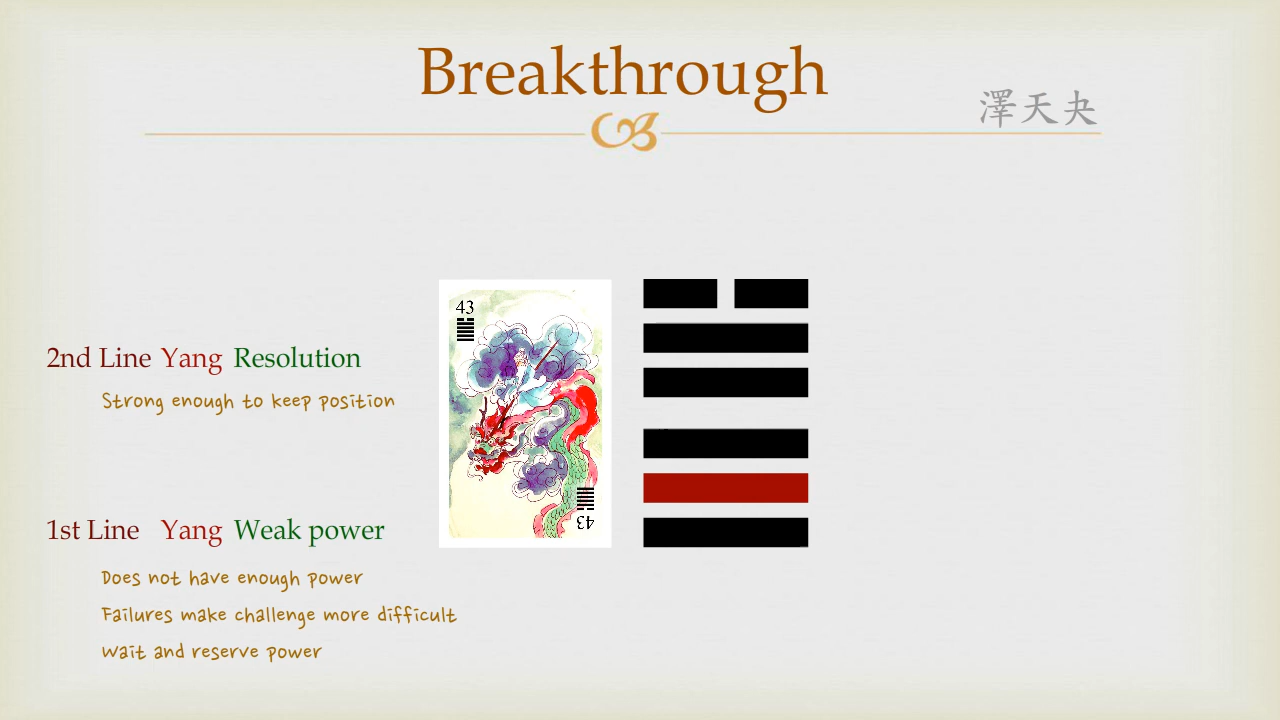 Breakthrough
澤天夬
43
2nd Line Yang Resolution
Strong enough to keep position
43
1st Line Yang Weak power
Does not have enough power
Failures make challenge more difficult
Wait and reserve power